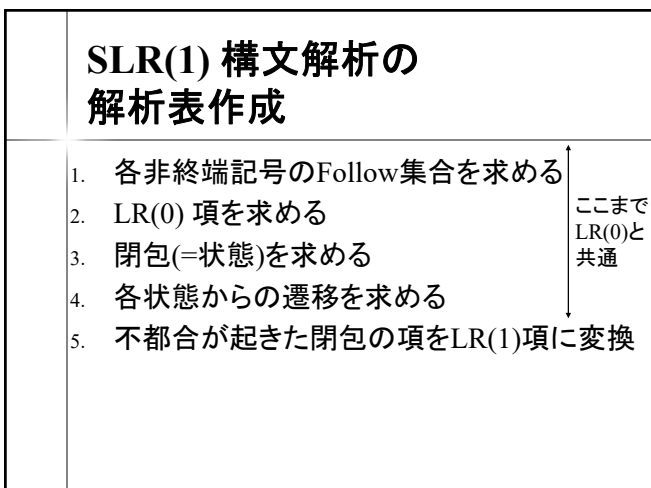 SLR(1) 構文解析の
解析表作成
1. 各非終端記号のFollow集合を求める
2. LR(0) 項を求める
3. 閉包(=状態)を求める
4. 各状態からの遷移を求める
5. 不都合が起きた閉包の項をLR(1)項に変換
ここまで
LR(0)と
共通